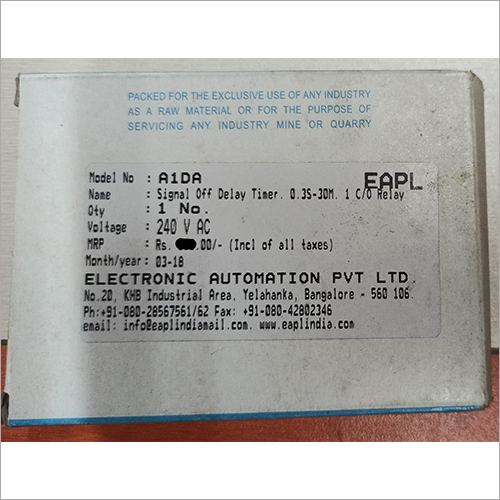 PACKED FOR THE EXCLUSIVE USE OF ANY INDUSTRY
AS A RAW MATERIAL OR FOR THE PURPOSE OF
SERVICING ANY INDUSTRY MINE OR QUARRY
EAPL
Model No : A1DA
Name : Signal Off Delay Timer. 0.3S-30M. 1 C/O Relay
Qty : 1 No.
Voltage : 240 V AC
MRP : Rs. .00/- (Incl of all taxes)
Month/year : 03-18
ELECTRONIC AUTOMATION PVT LTD.
No.20, KHB Industrial Area, Yelahanka, Bangalore - 560 106.
Ph:+91-080-28567561/62 Fax: +91-080-42802346
email: info@eaplindiamail.com, www.eaplindia.com